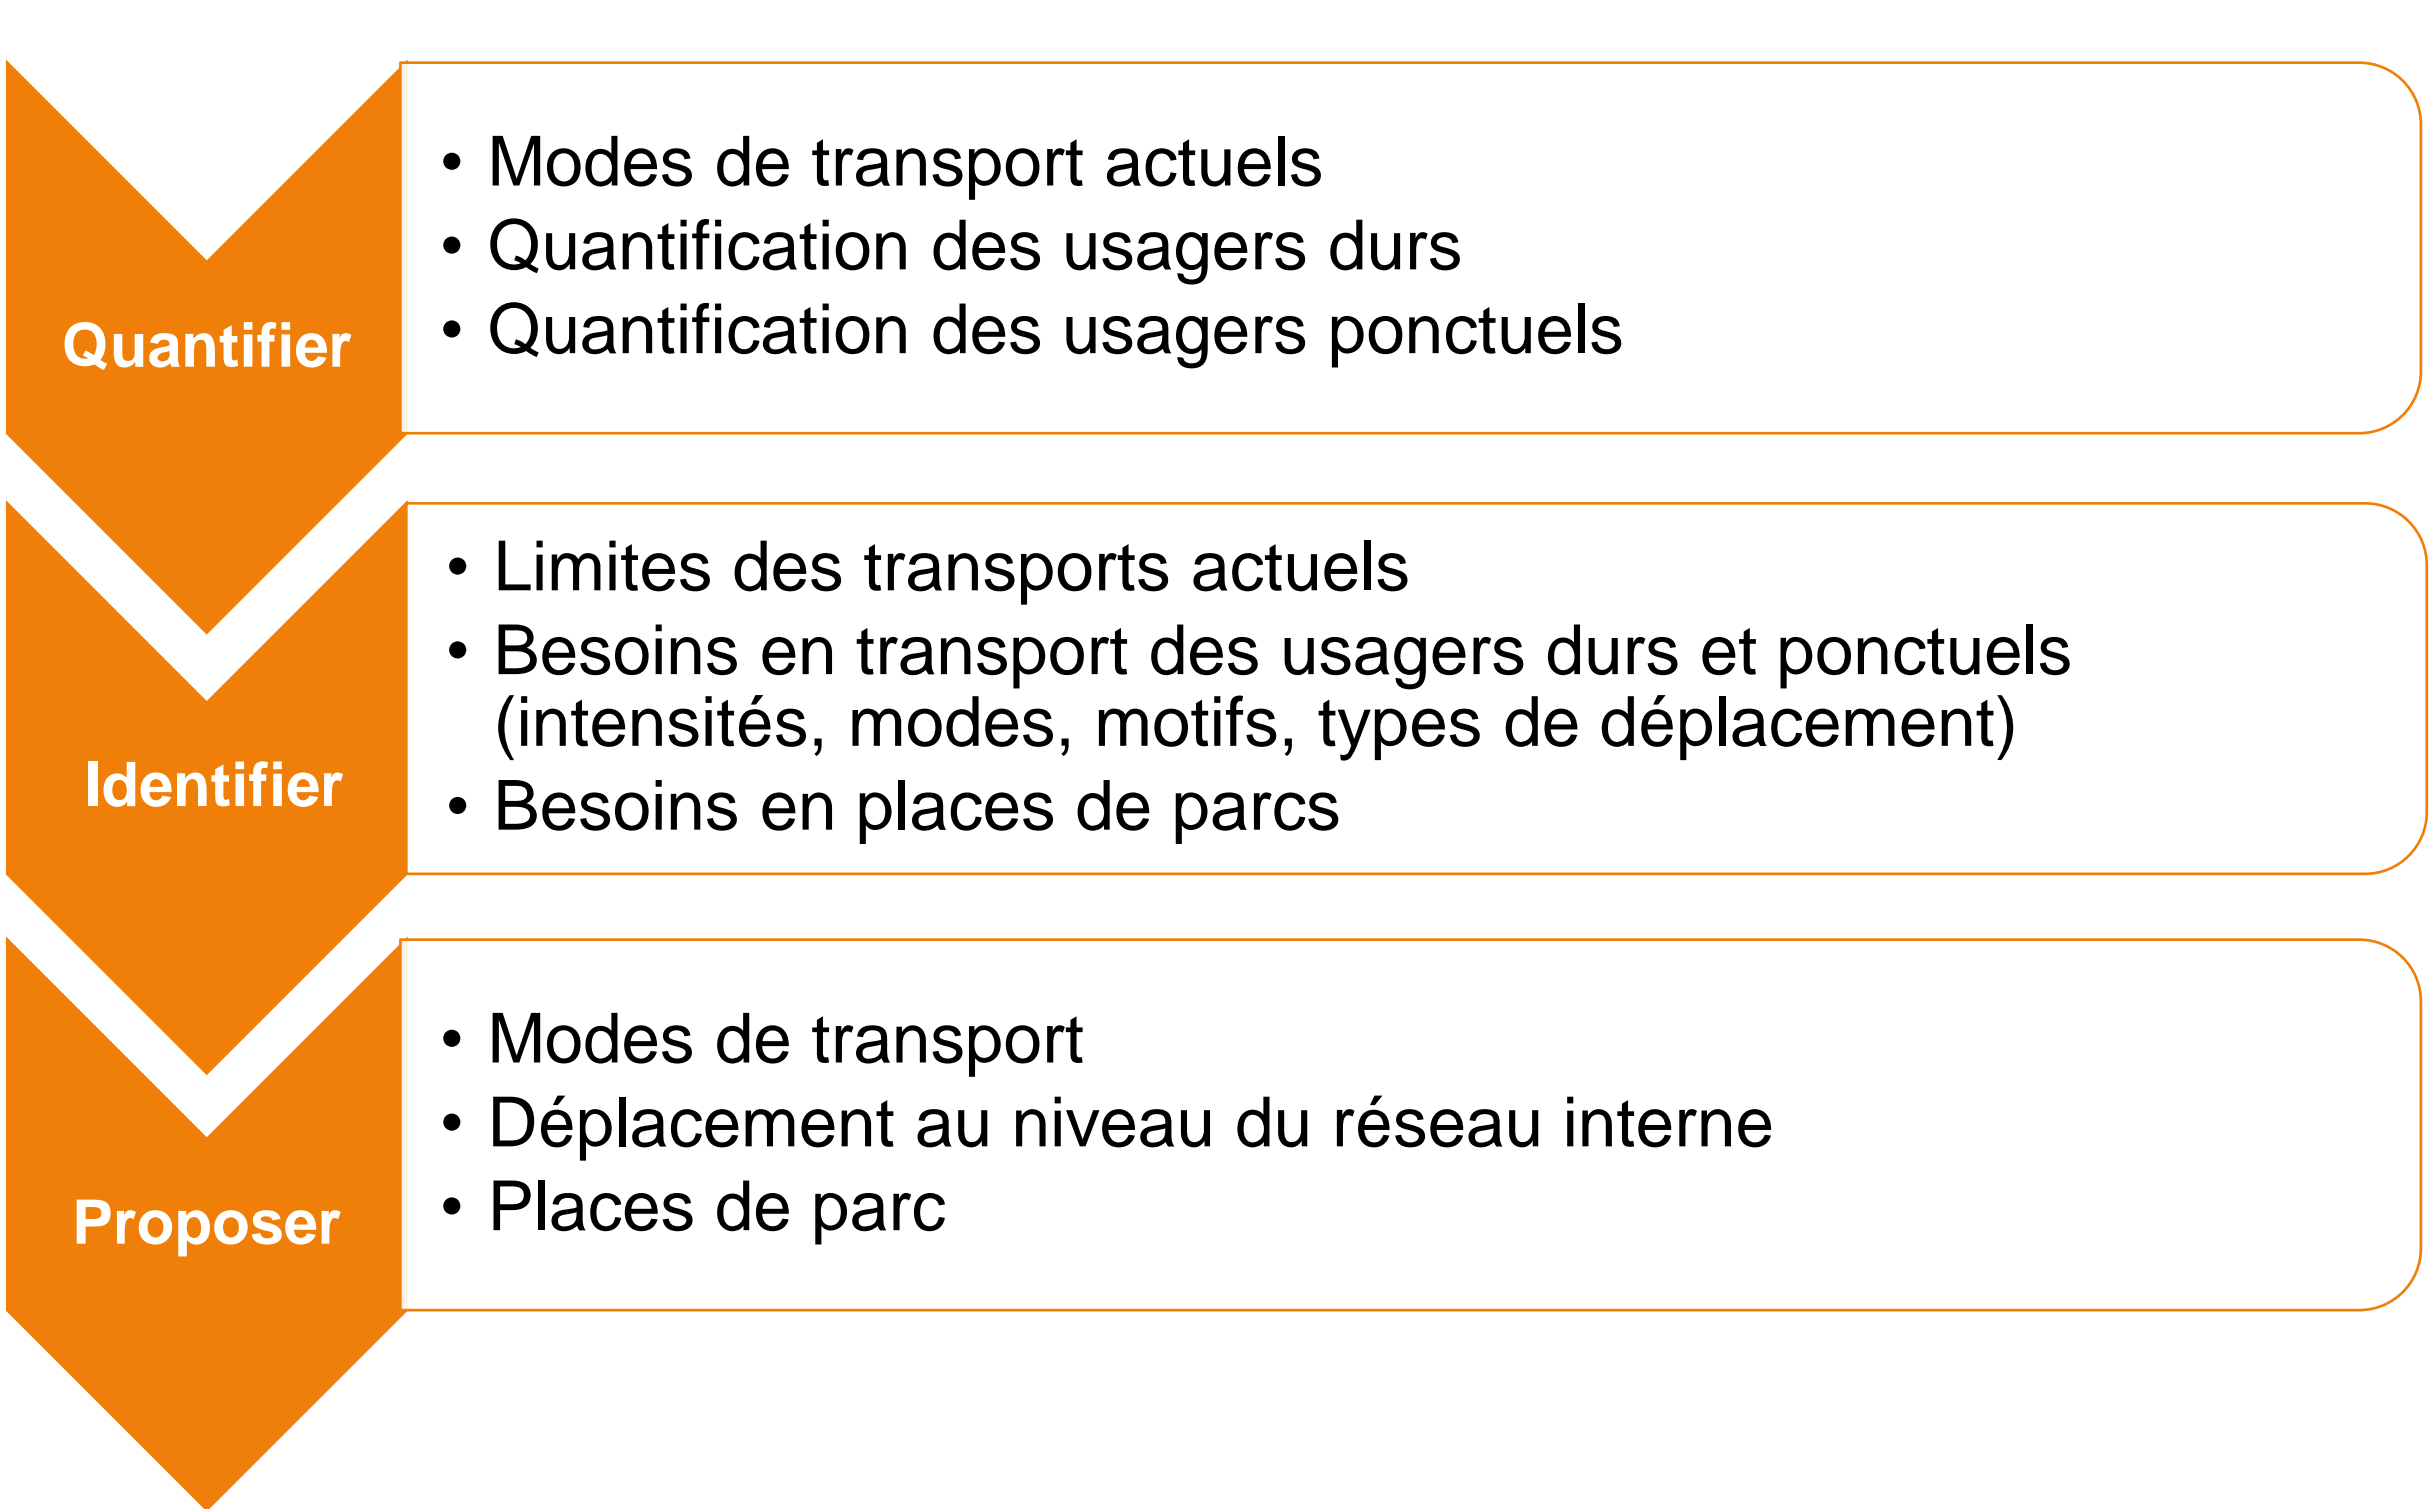 Quantifier
• Modes de transport actuels
• Quantification des usagers durs
• Quantification des usagers ponctuels
Identifier
• Limites des transports actuels
• Besoins en transport des usagers durs et ponctuels
(intensités, modes, motifs, types de déplacement)
• Besoins en places de parcs
Proposer
• Modes de transport
• Déplacement au niveau du réseau interne
• Places de parc